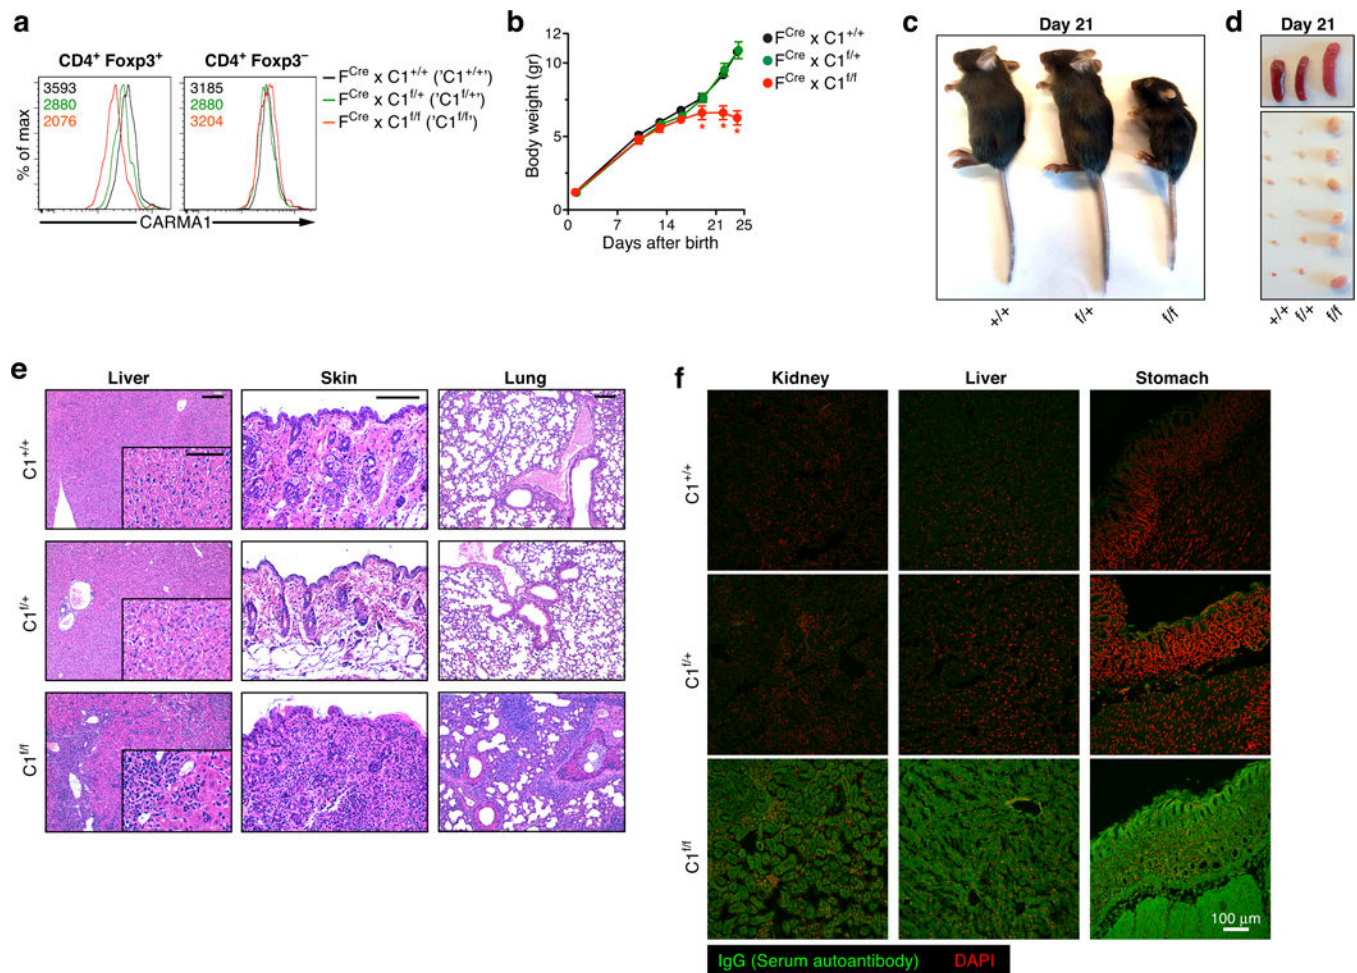 a
CD4⁺ Foxp3⁺
CD4⁺ Foxp3⁻
3593
2880
2076
3185
2880
3204
F^Cre x C1^+/+ ('C1^+/+')
F^Cre x C1^f/+ ('C1^f/+')
F^Cre x C1^f/f ('C1^f/f')
% of max
CARMA1
b
Body weight (gr)
12
9
6
3
0
0
7
14
21
25
Days after birth
F^Cre x C1^+/+
F^Cre x C1^f/+
F^Cre x C1^f/f
*
*
*
c
Day 21
+/+
f/+
f/f
d
Day 21
+/+
f/+
f/f
e
Liver
Skin
Lung
C1^+/+
C1^f/+
C1^f/f
f
Kidney
Liver
Stomach
C1^+/+
C1^f/+
C1^f/f
100 µm
IgG (Serum autoantibody)
DAPI